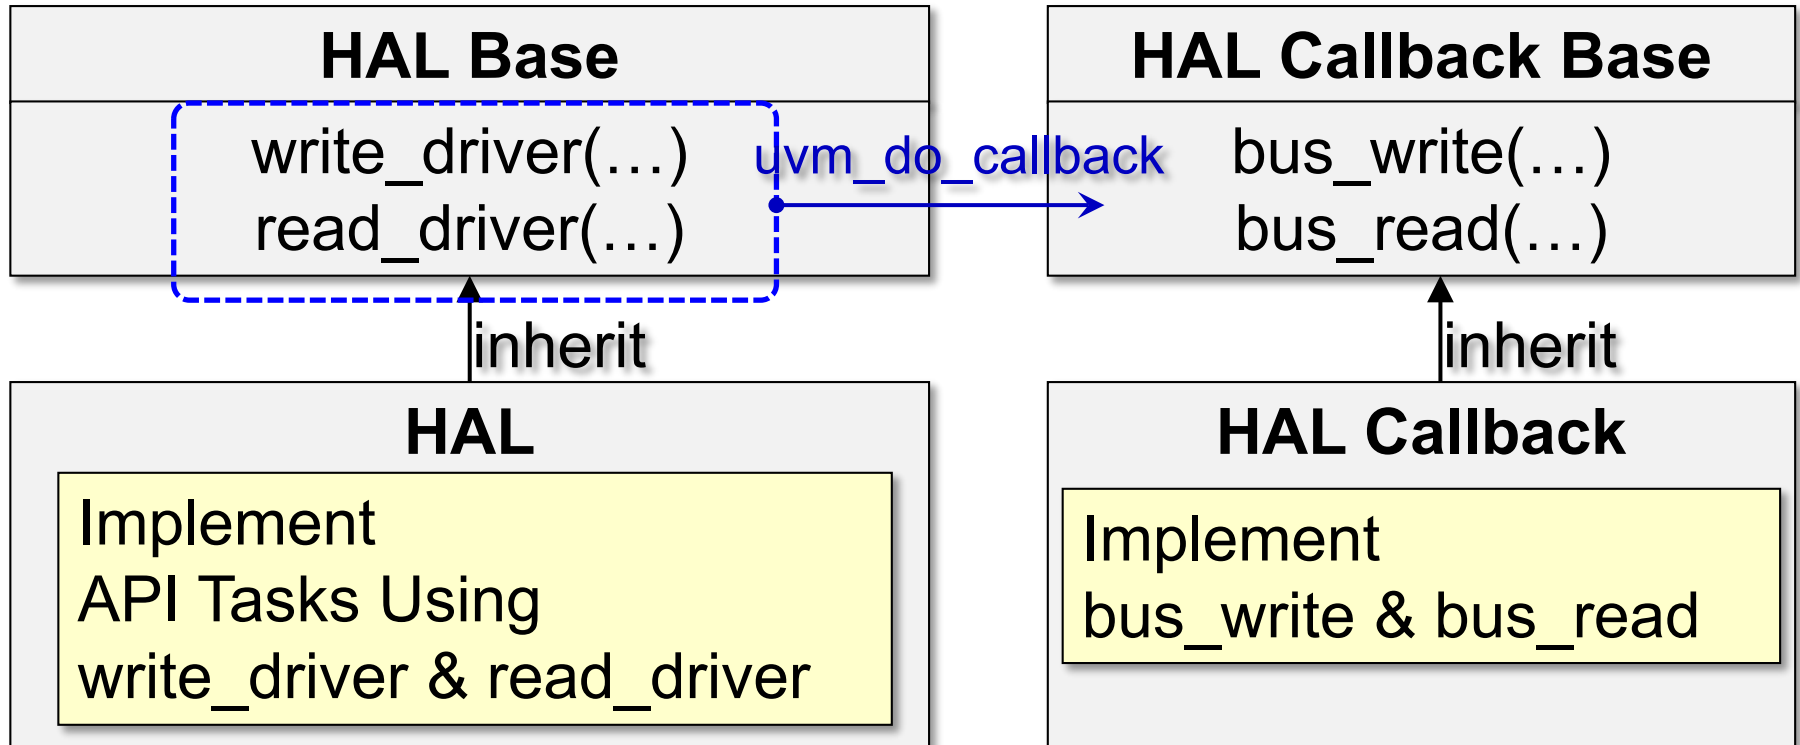 HAL Base
write_driver(…)
read_driver(…)
uvm_do_callback
HAL Callback Base
bus_write(…)
bus_read(…)
inherit
inherit
HAL
Implement
API Tasks Using
write_driver & read_driver
HAL Callback
Implement
bus_write & bus_read